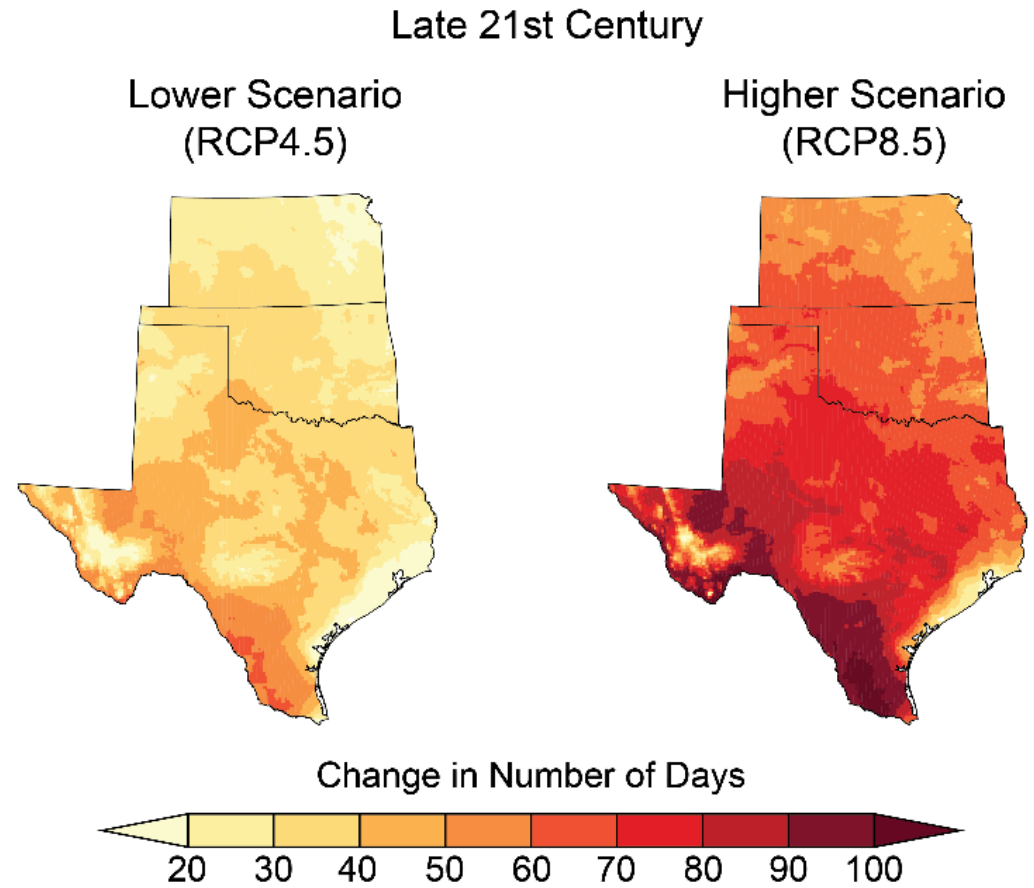 Late 21st Century
Lower Scenario
(RCP4.5)
Higher Scenario
(RCP8.5)
Change in Number of Days
20 30 40 50 60 70 80 90 100